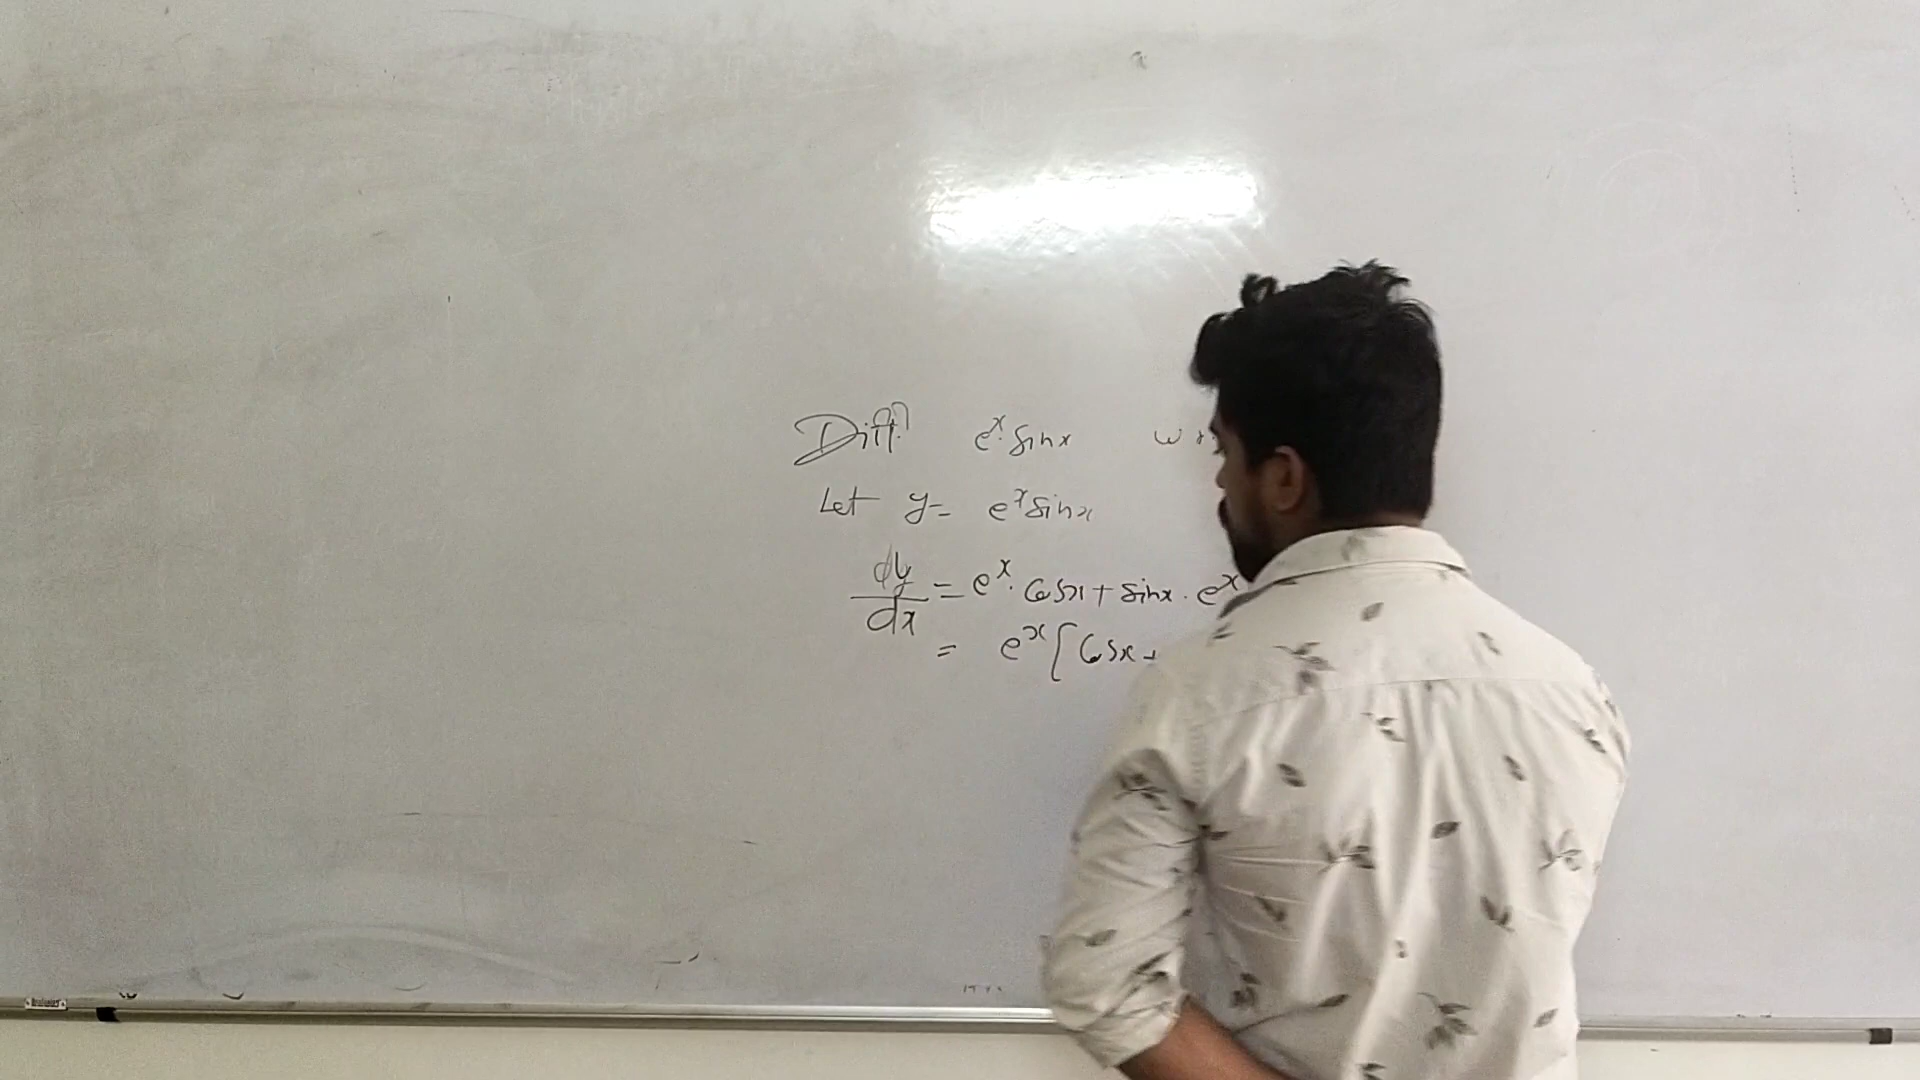 Diff? e^x. sinx w r
Let y = e^x sinx
dy/dx = e^x. Cosx + sinx . e^x
= e^x [Cosx +